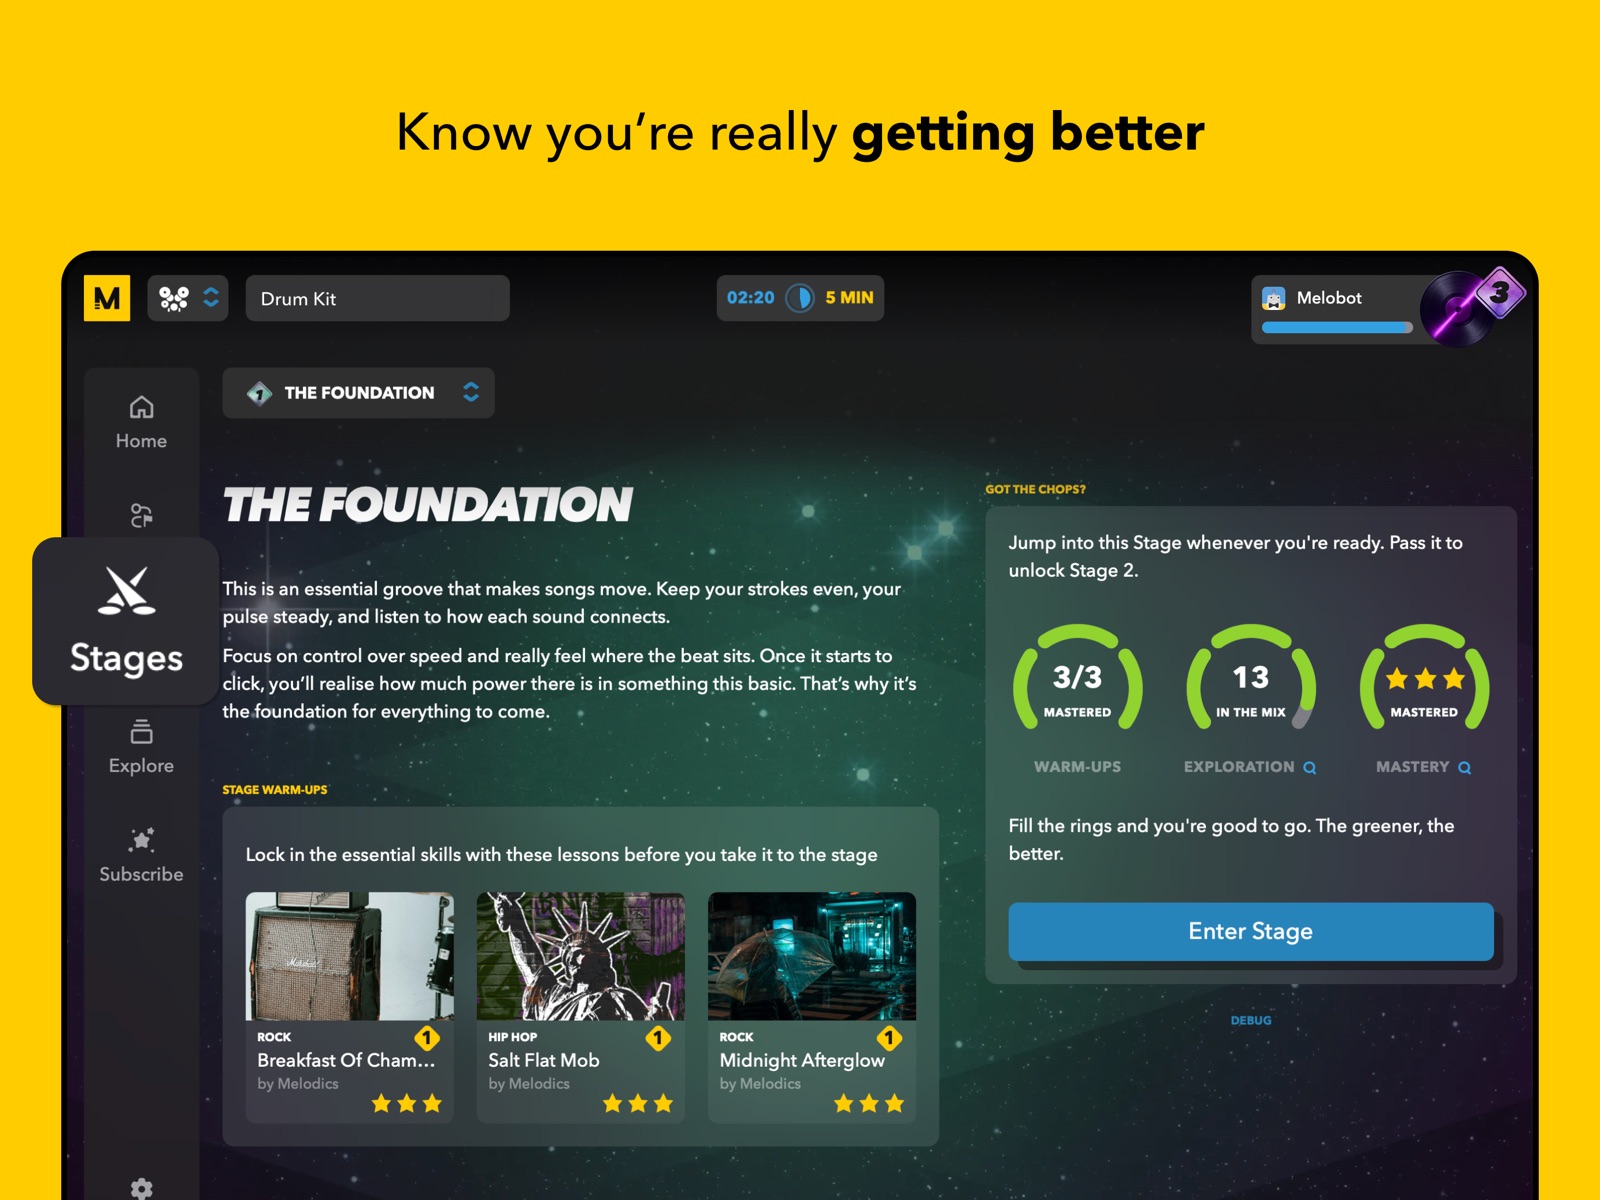 Know you're really getting better
M
Drum Kit
02:20
5 MIN
Melobot
3
1 THE FOUNDATION
Home
Stages
Explore
Subscribe
THE FOUNDATION
This is an essential groove that makes songs move. Keep your strokes even, your
pulse steady, and listen to how each sound connects.
Focus on control over speed and really feel where the beat sits. Once it starts to
click, you'll realise how much power there is in something this basic. That's why it's
the foundation for everything to come.
STAGE WARM-UPS
Lock in the essential skills with these lessons before you take it to the stage
Marshall
ROCK
1
Breakfast Of Cham...
by Melodics
HIP HOP
1
Salt Flat Mob
by Melodics
ROCK
1
Midnight Afterglow
by Melodics
GOT THE CHOPS?
Jump into this Stage whenever you're ready. Pass it to
unlock Stage 2.
3/3
MASTERED
WARM-UPS
13
IN THE MIX
EXPLORATION
MASTERED
MASTERY
Fill the rings and you're good to go. The greener, the
better.
Enter Stage
DEBUG